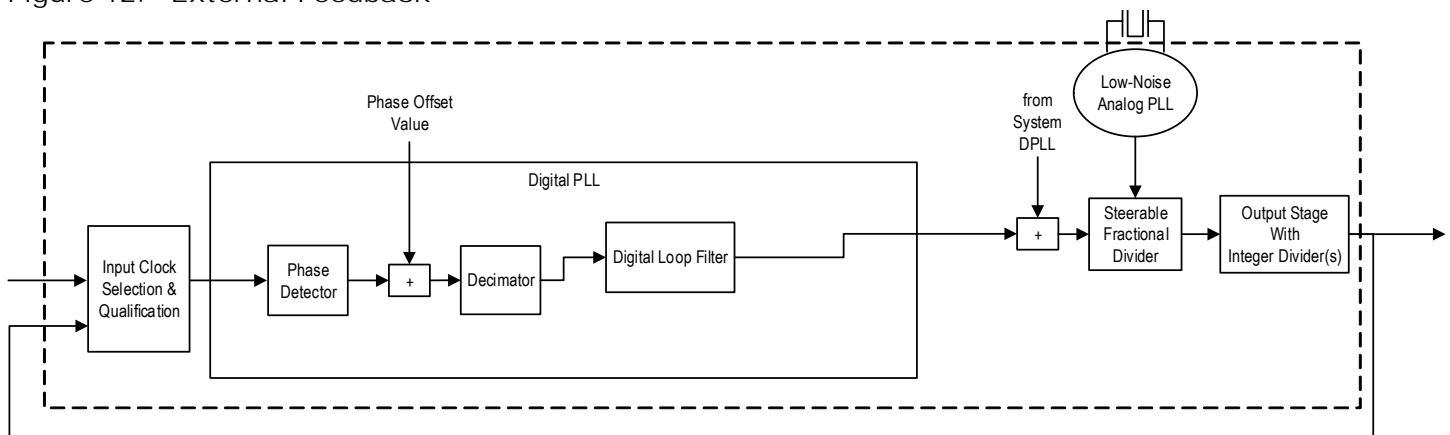 Figure 12. External Feedback
Low-Noise
Analog PLL
Phase Offset
Value
from
System
DPLL
Digital PLL
Input Clock
Selection &
Qualification
Phase
Detector
+
Decimator
Digital Loop Filter
+
Steerable
Fractional
Divider
Output Stage
With
Integer Divider(s)